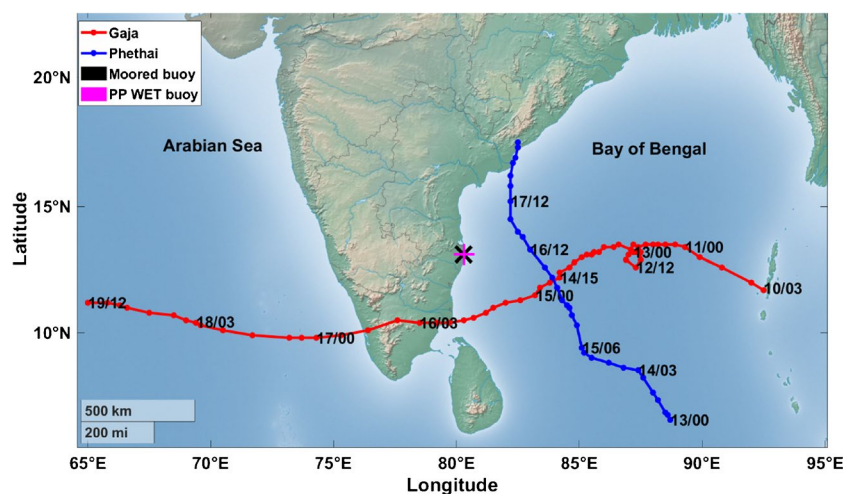 Gaja
Phethai
Moored buoy
PP WET buoy
20°N
Arabian Sea
Bay of Bengal
Latitude
15°N
17/12
16/12
13/00
11/00
12/12
14/15
10/03
15/00
19/12
18/03
16/03
17/00
10°N
15/06
14/03
13/00
500 km
200 mi
65°E
70°E
75°E
80°E
85°E
90°E
95°E
Longitude